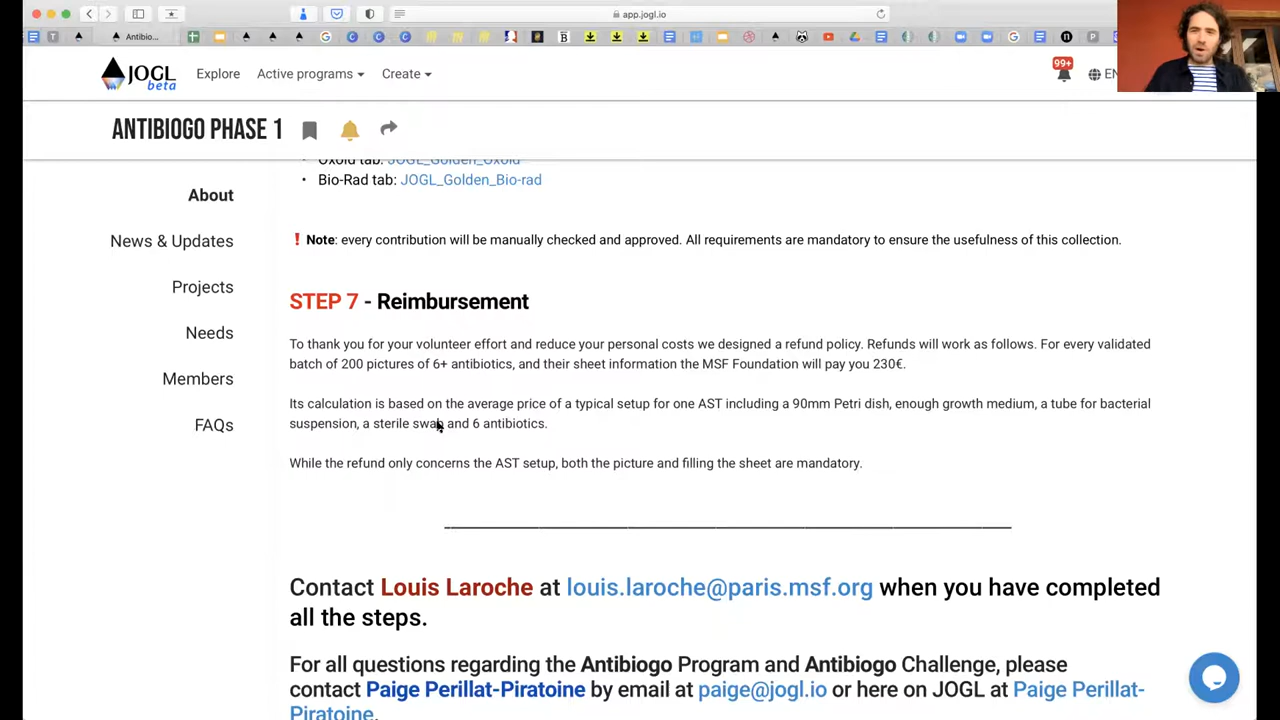 app.jogl.io
T
Antibio...
JOGL
beta
Explore
Active programs
Create
99+
EN
ANTIBIOGO PHASE 1
Oxoid tab: JOGL_Golden_Oxoid
• Bio-Rad tab: JOGL_Golden_Bio-rad
About
News & Updates
Projects
Needs
Members
FAQs
❗ Note: every contribution will be manually checked and approved. All requirements are mandatory to ensure the usefulness of this collection.
STEP 7 - Reimbursement
To thank you for your volunteer effort and reduce your personal costs we designed a refund policy. Refunds will work as follows. For every validated
batch of 200 pictures of 6+ antibiotics, and their sheet information the MSF Foundation will pay you 230€.
Its calculation is based on the average price of a typical setup for one AST including a 90mm Petri dish, enough growth medium, a tube for bacterial
suspension, a sterile swab and 6 antibiotics.
While the refund only concerns the AST setup, both the picture and filling the sheet are mandatory.
Contact Louis Laroche at louis.laroche@paris.msf.org when you have completed
all the steps.
For all questions regarding the Antibiogo Program and Antibiogo Challenge, please
contact Paige Perillat-Piratoine by email at paige@jogl.io or here on JOGL at Paige Perillat-
Piratoine.